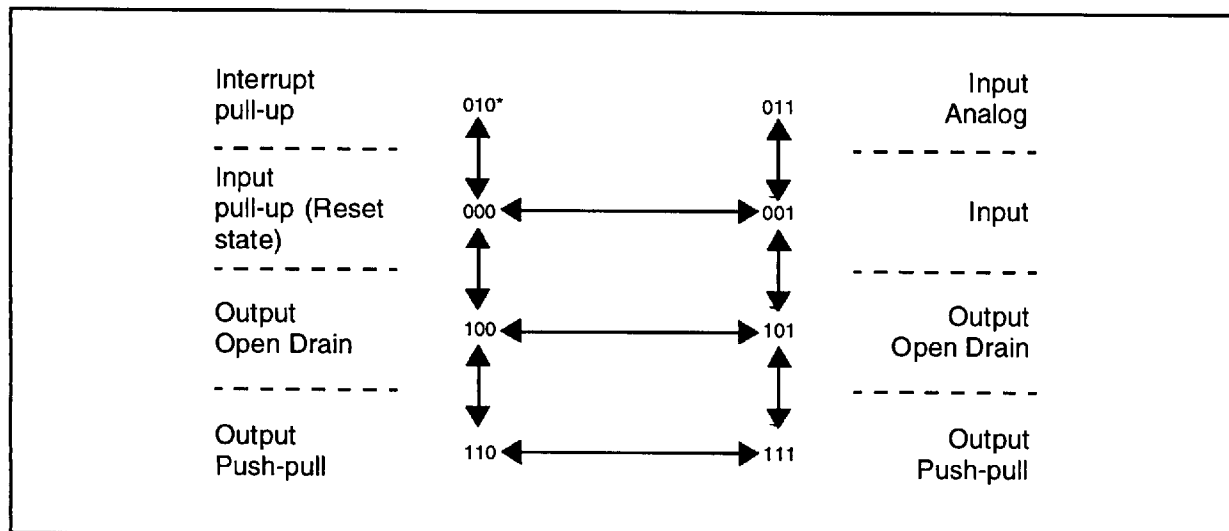 Interrupt
pull-up
010*
011
Input
Analog
Input
pull-up (Reset
state)
000
001
Input
Output
Open Drain
100
101
Output
Open Drain
Output
Push-pull
110
111
Output
Push-pull